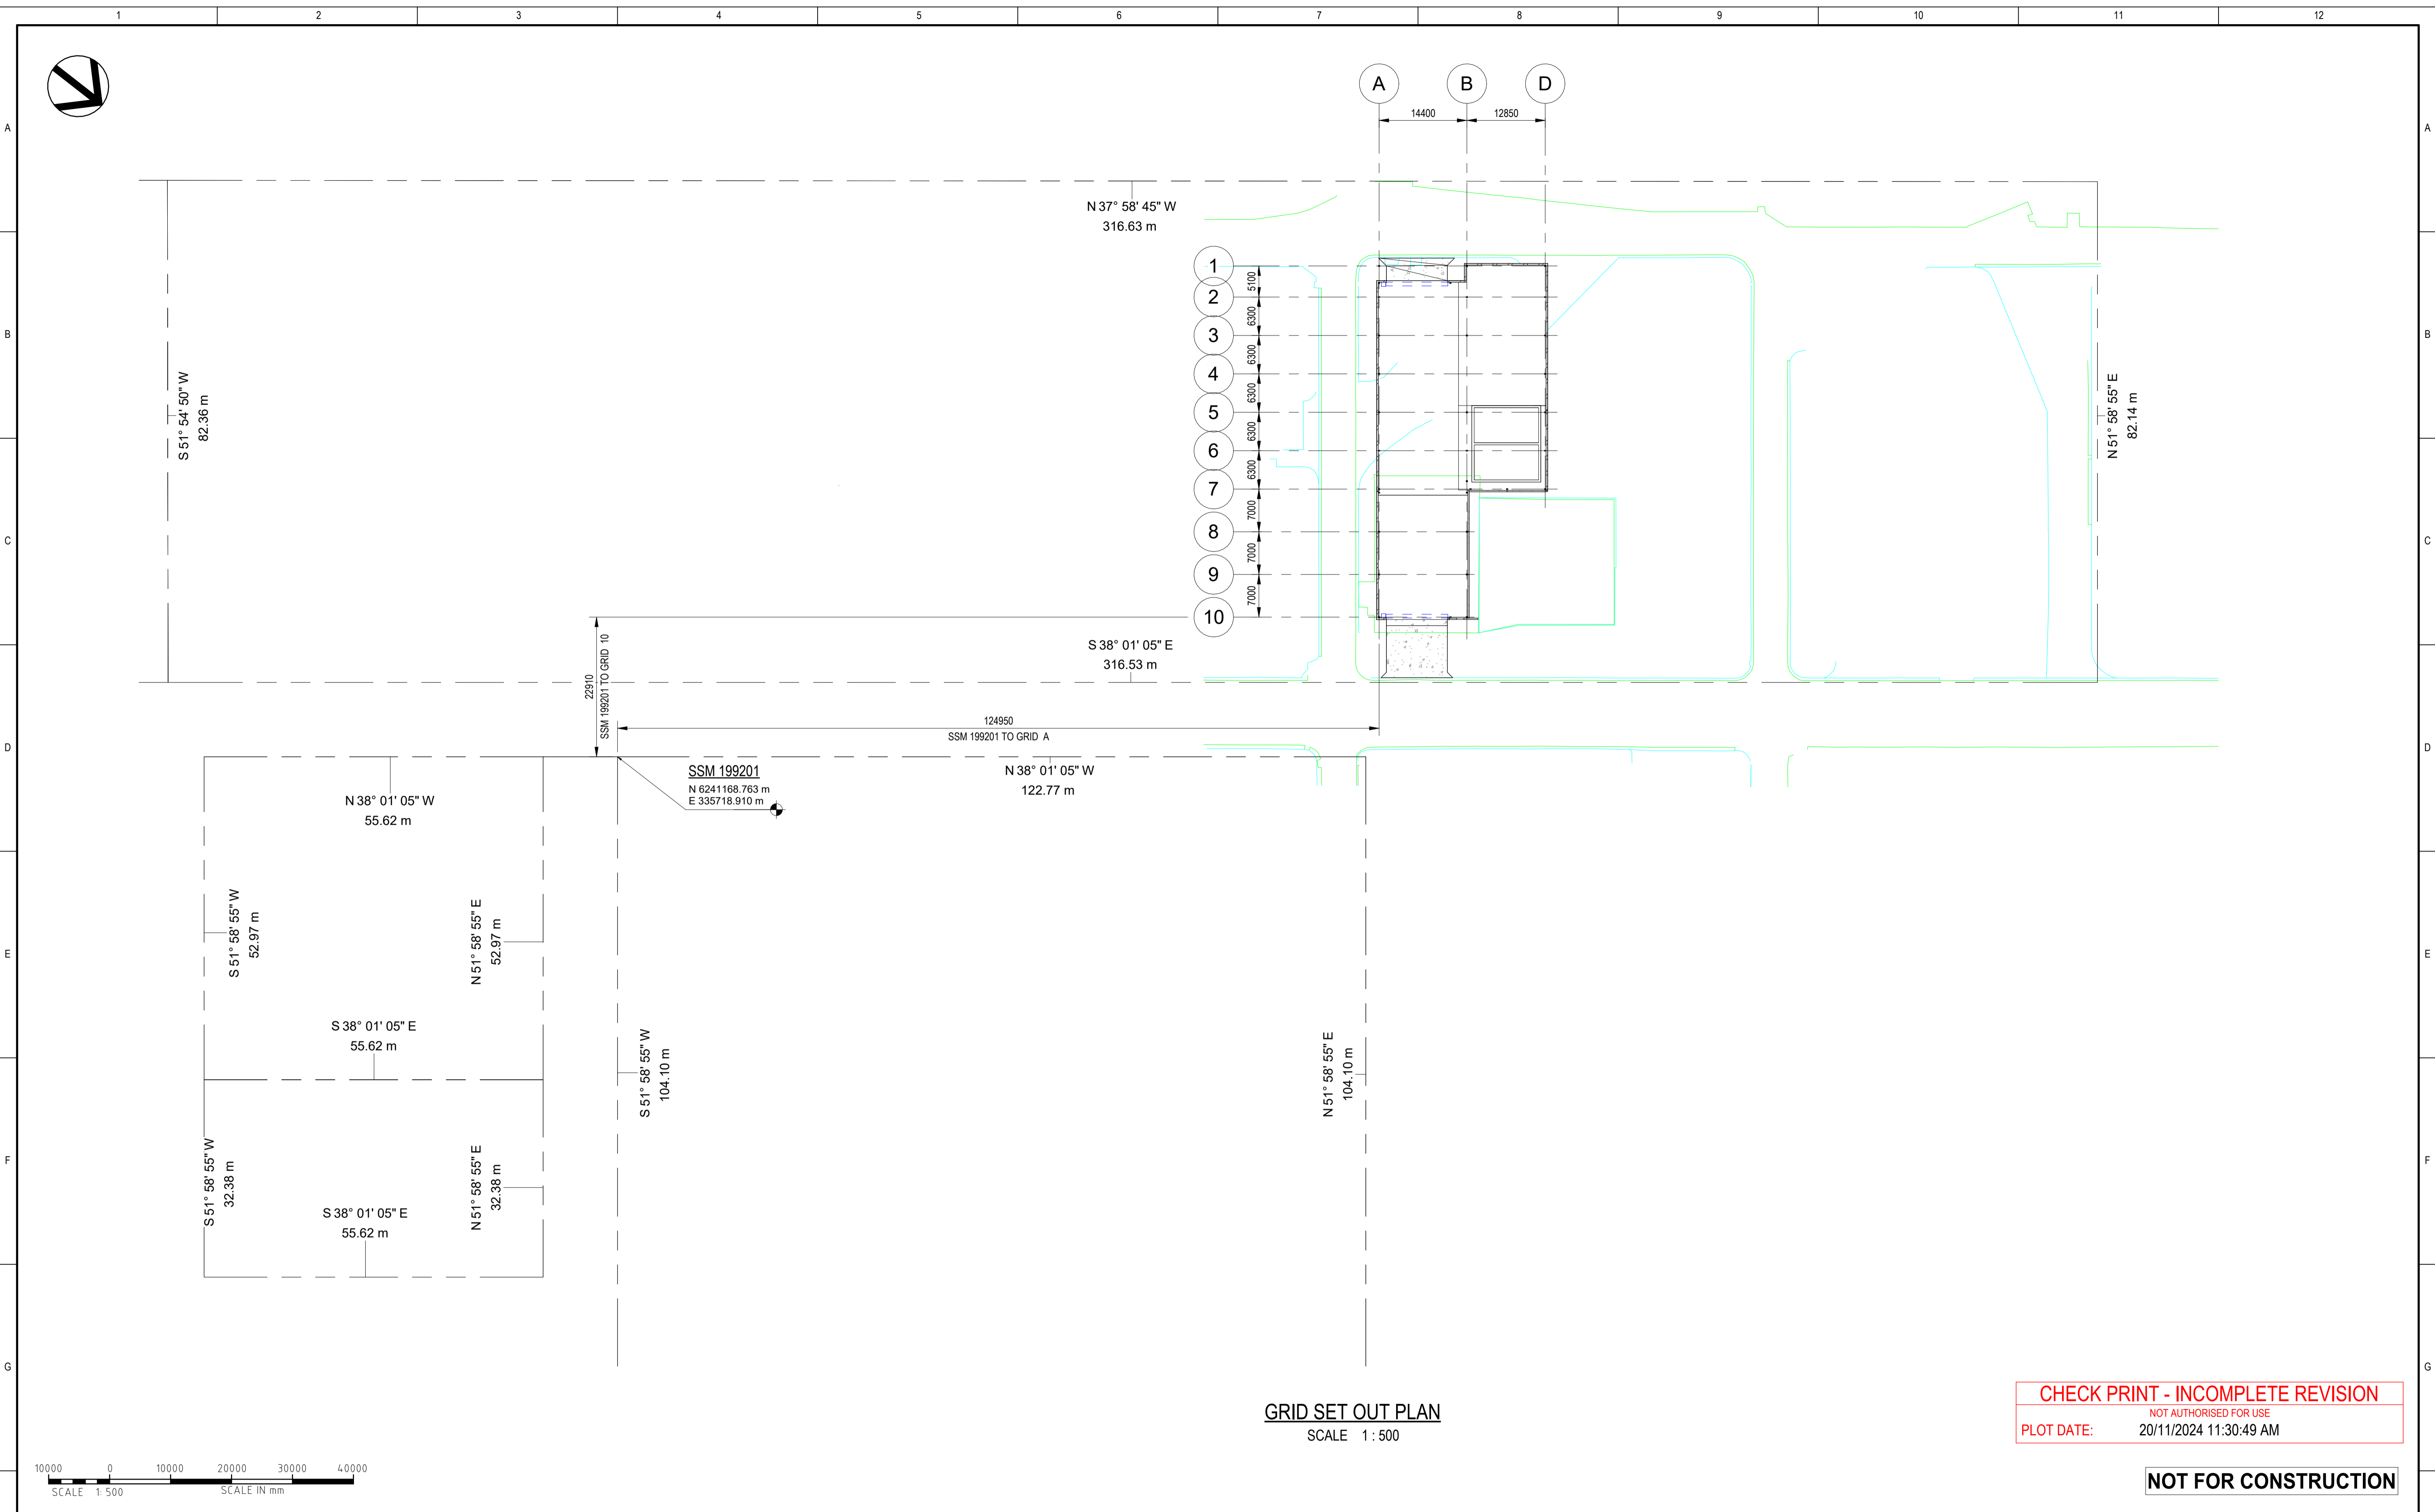 1 2 3 4 5 6 7 8 9 10 11 12
A B D
14400 12850
A A
N 37° 58' 45" W
316.63 m
1
5100
2
6300
3
6300
4
6300
5
6300
6
6300
7
7000
8
7000
9
7000
10
B B
S 51° 54' 50" W
82.36 m
N 51° 58' 55" E
82.14 m
C C
S 38° 01' 05" E
316.53 m
22910
SSM 199201 TO GRID 10
124950
SSM 199201 TO GRID A
D D
SSM 199201
N 6241168.763 m
E 335718.910 m
N 38° 01' 05" W
122.77 m
N 38° 01' 05" W
55.62 m
S 51° 58' 55" W
52.97 m
N 51° 58' 55" E
52.97 m
E E
S 38° 01' 05" E
55.62 m
S 51° 58' 55" W
104.10 m
N 51° 58' 55" E
104.10 m
F F
S 51° 58' 55" W
32.38 m
N 51° 58' 55" E
32.38 m
S 38° 01' 05" E
55.62 m
G G
GRID SET OUT PLAN
SCALE 1 : 500
CHECK PRINT - INCOMPLETE REVISION
NOT AUTHORISED FOR USE
PLOT DATE: 20/11/2024 11:30:49 AM
10000 0 10000 20000 30000 40000
SCALE 1: 500 SCALE IN mm
NOT FOR CONSTRUCTION